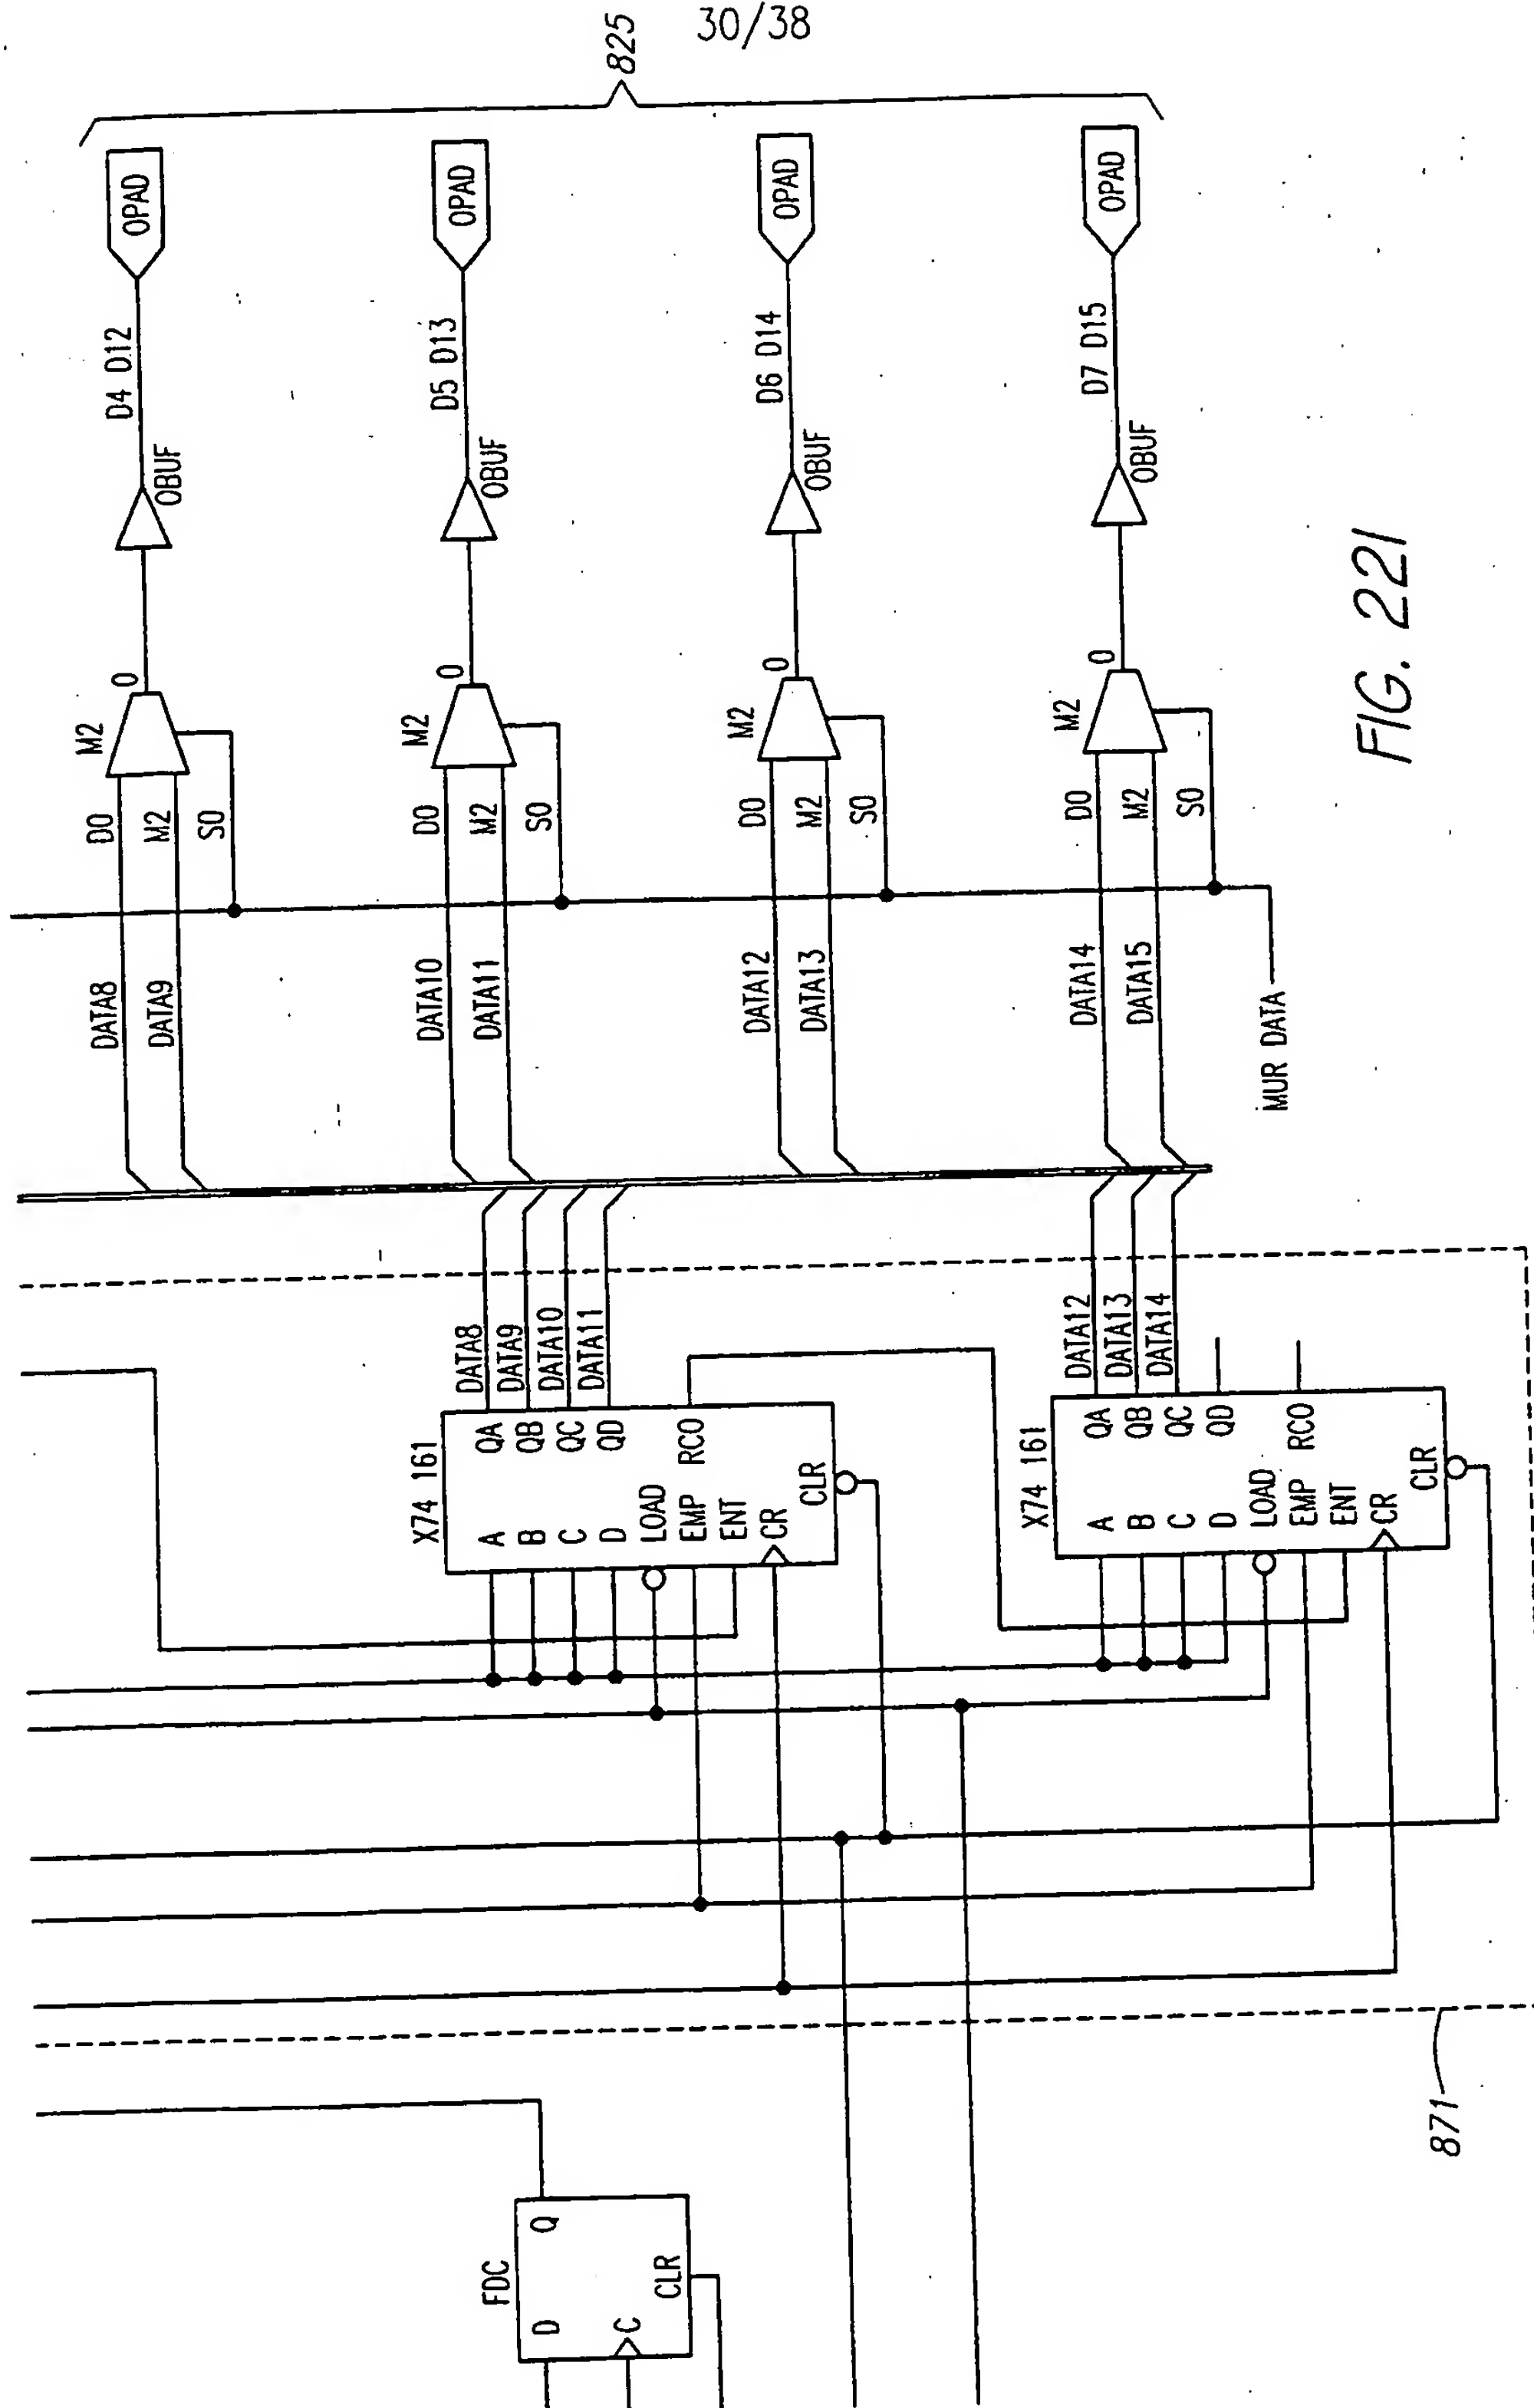 30/38
825
OPAD
OPAD
OPAD
OPAD
D4 D12
D5 D13
D6 D14
D7 D15
OBUF
OBUF
OBUF
OBUF
M2
O
M2
O
M2
O
M2
O
D0
M2
S0
D0
M2
S0
D0
M2
S0
D0
M2
S0
DATA8
DATA9
DATA10
DATA11
DATA12
DATA13
DATA14
DATA15
MUR DATA
DATA8
DATA9
DATA10
DATA11
DATA12
DATA13
DATA14
X74 161
QA
QB
QC
QD
RCO
A
B
C
D
LOAD
EMP
ENT
CR
CLR
X74 161
QA
QB
QC
QD
RCO
A
B
C
D
LOAD
EMP
ENT
CR
CLR
FDC
D
Q
C
CLR
871
FIG. 22I